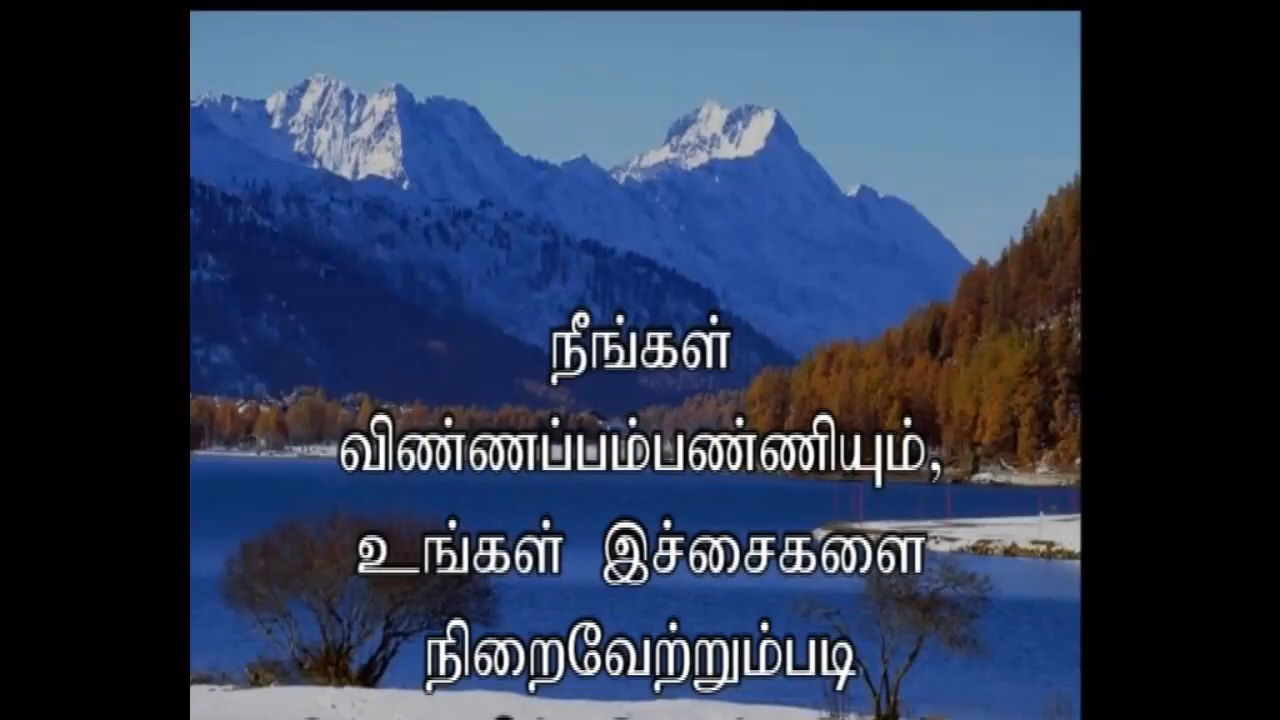 நீங்கள்
விண்ணப்பம்பண்ணியும்,
உங்கள் இச்சைகளை
நிறைவேற்றும்படி